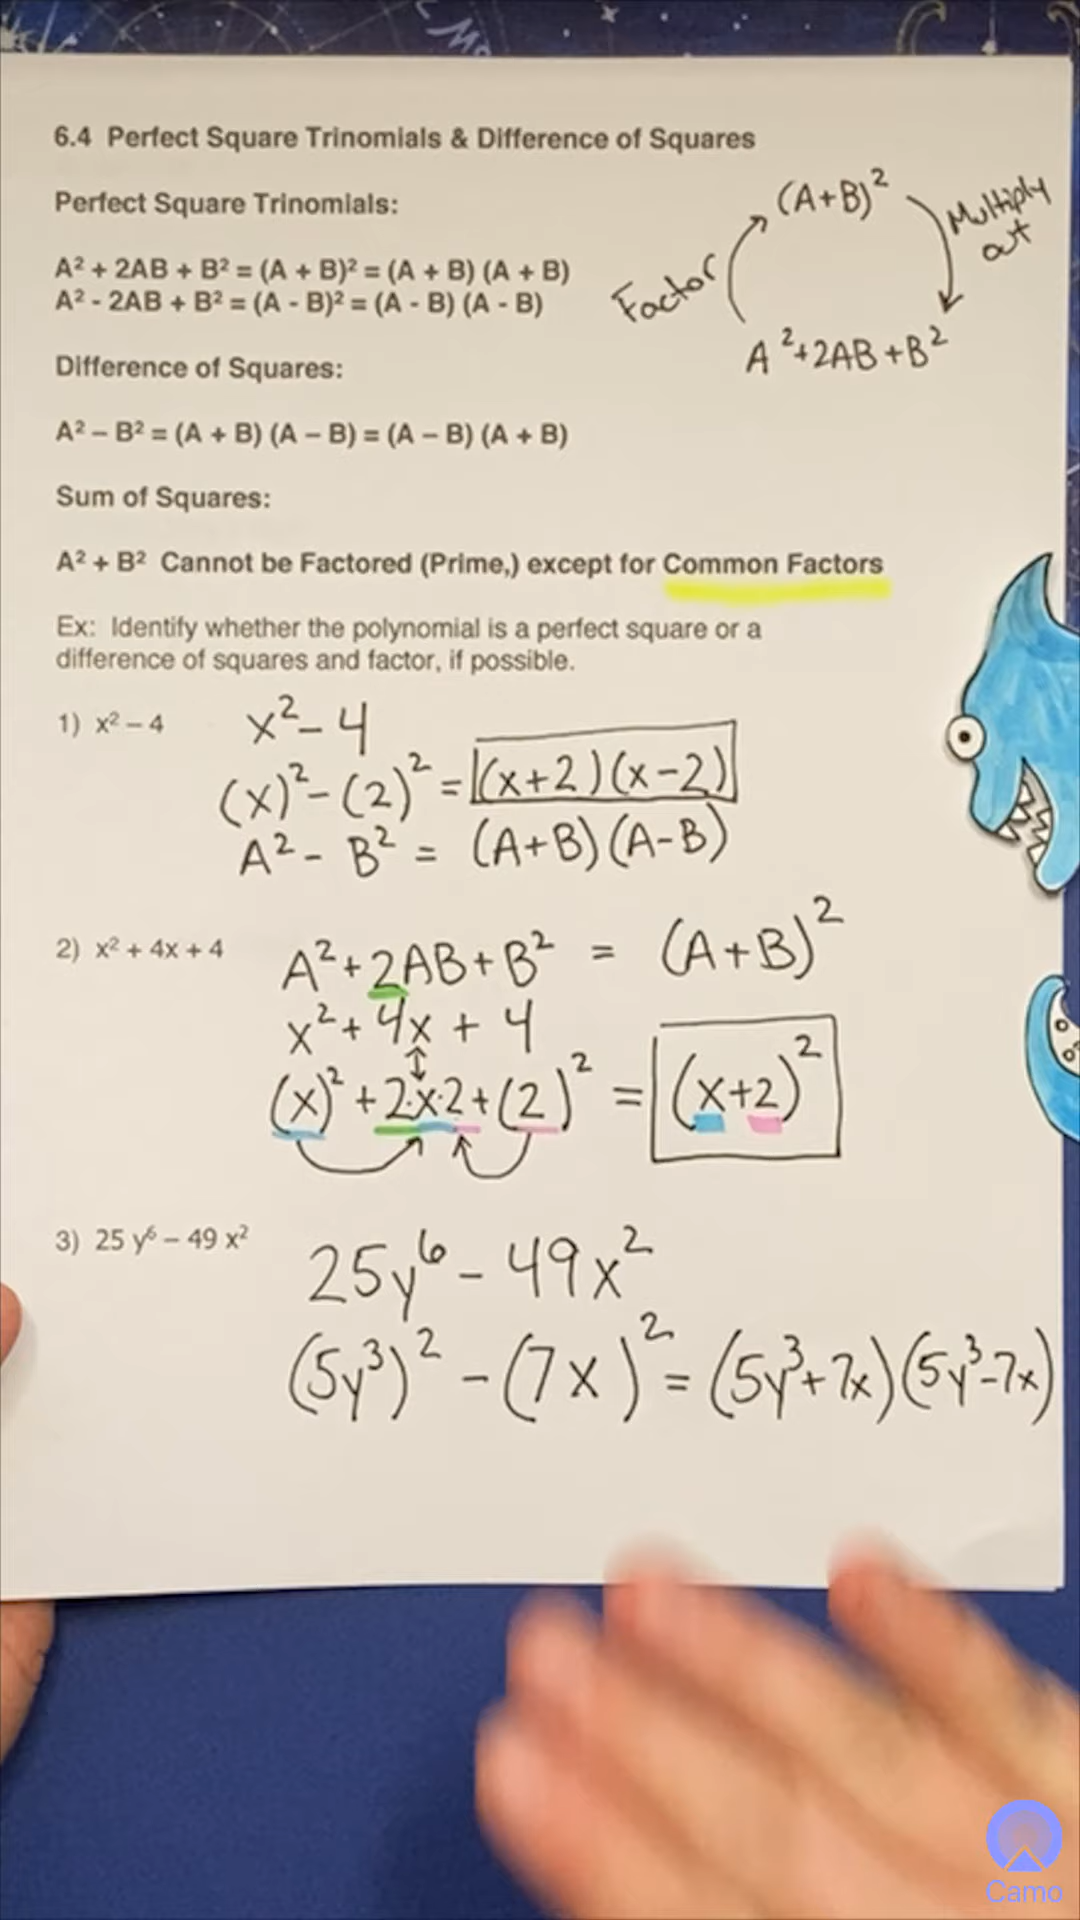 6.4 Perfect Square Trinomials & Difference of Squares
Perfect Square Trinomials:
A² + 2AB + B² = (A + B)² = (A + B) (A + B)
A² - 2AB + B² = (A - B)² = (A - B) (A - B)
(A+B)²
Multiply
out
Factor
A²+2AB+B²
Difference of Squares:
A² – B² = (A + B) (A – B) = (A – B) (A + B)
Sum of Squares:
A² + B² Cannot be Factored (Prime,) except for Common Factors
Ex: Identify whether the polynomial is a perfect square or a
difference of squares and factor, if possible.
1) x² – 4
x² – 4
(x)² – (2)² = (x+2)(x–2)
A² – B² = (A+B)(A–B)
2) x² + 4x + 4
A²+2AB+B² = (A+B)²
x²+ 4x + 4
(x)² + 2·x·2 + (2)² = (x+2)²
3) 25 y⁶ – 49 x²
25y⁶ – 49x²
(5y³)² – (7x)² = (5y³+7x)(5y³–7x)
Camo